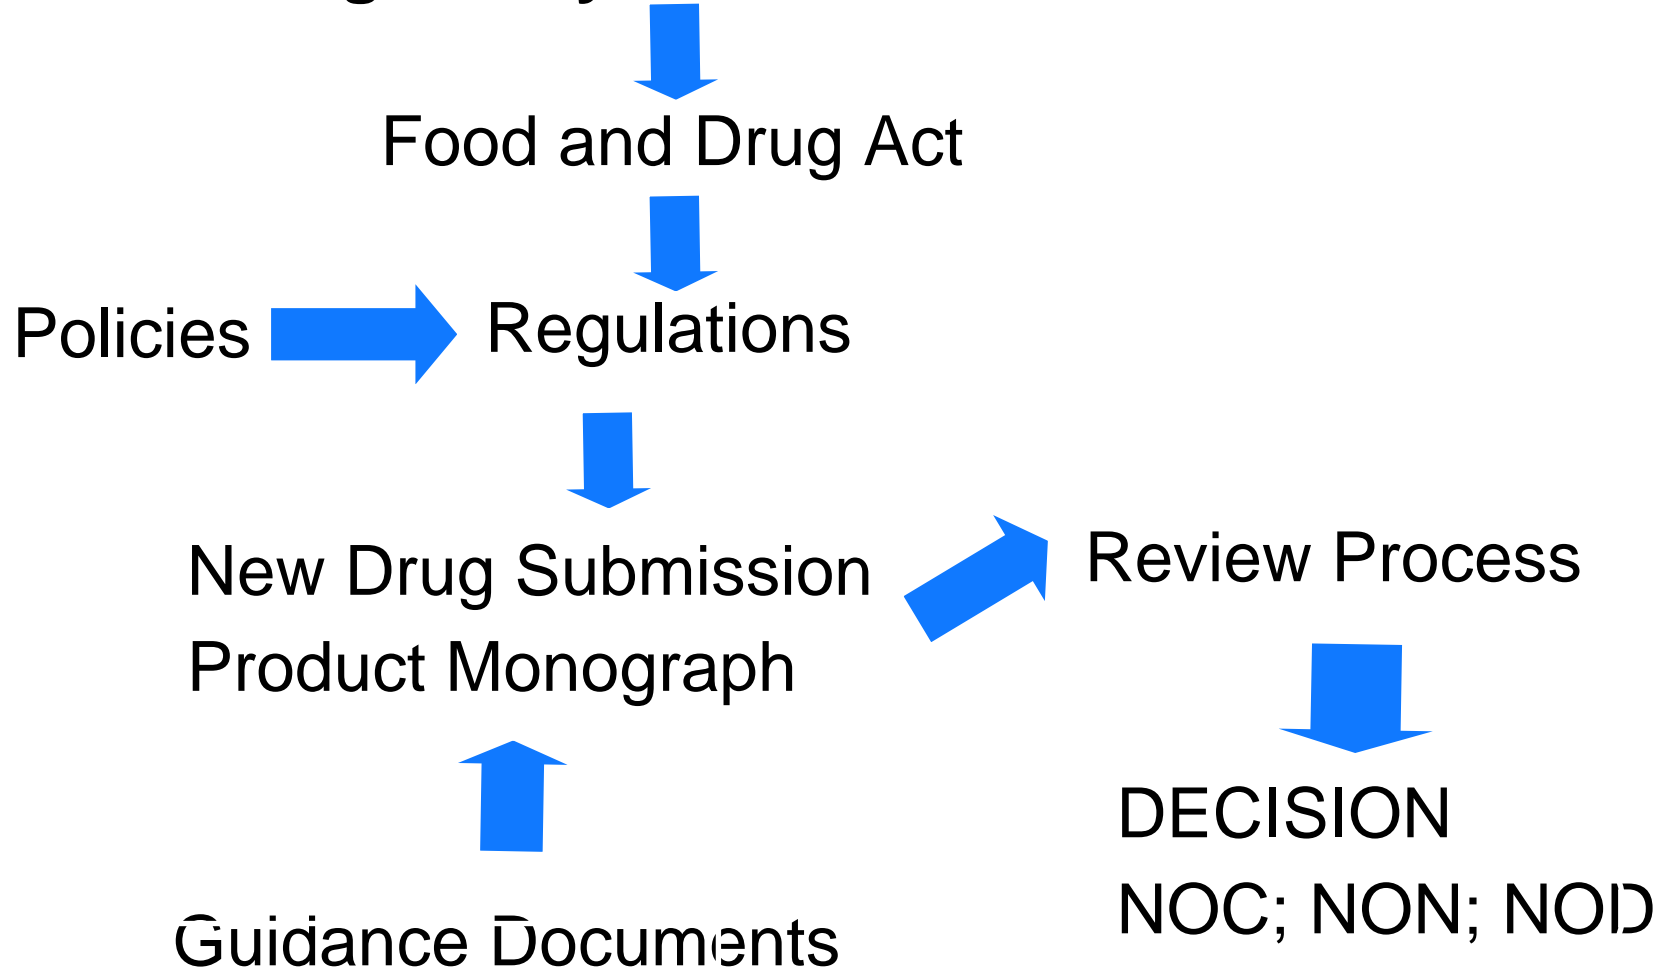 Food and Drug Act
Policies
Regulations
New Drug Submission
Product Monograph
Review Process
DECISION
NOC; NON; NOD
Guidance Documents